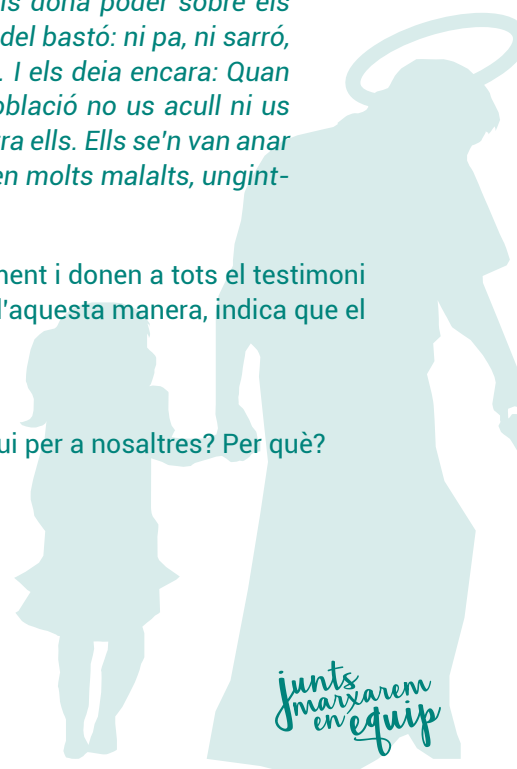 ls dona poder sobre els
del bastó: ni pa, ni sarró,
. I els deia encara: Quan
oblació no us acull ni us
ra ells. Ells se'n van anar
en molts malalts, ungint-
ment i donen a tots el testimoni
d'aquesta manera, indica que el
ui per a nosaltres? Per què?
junts
marxarem
en equip